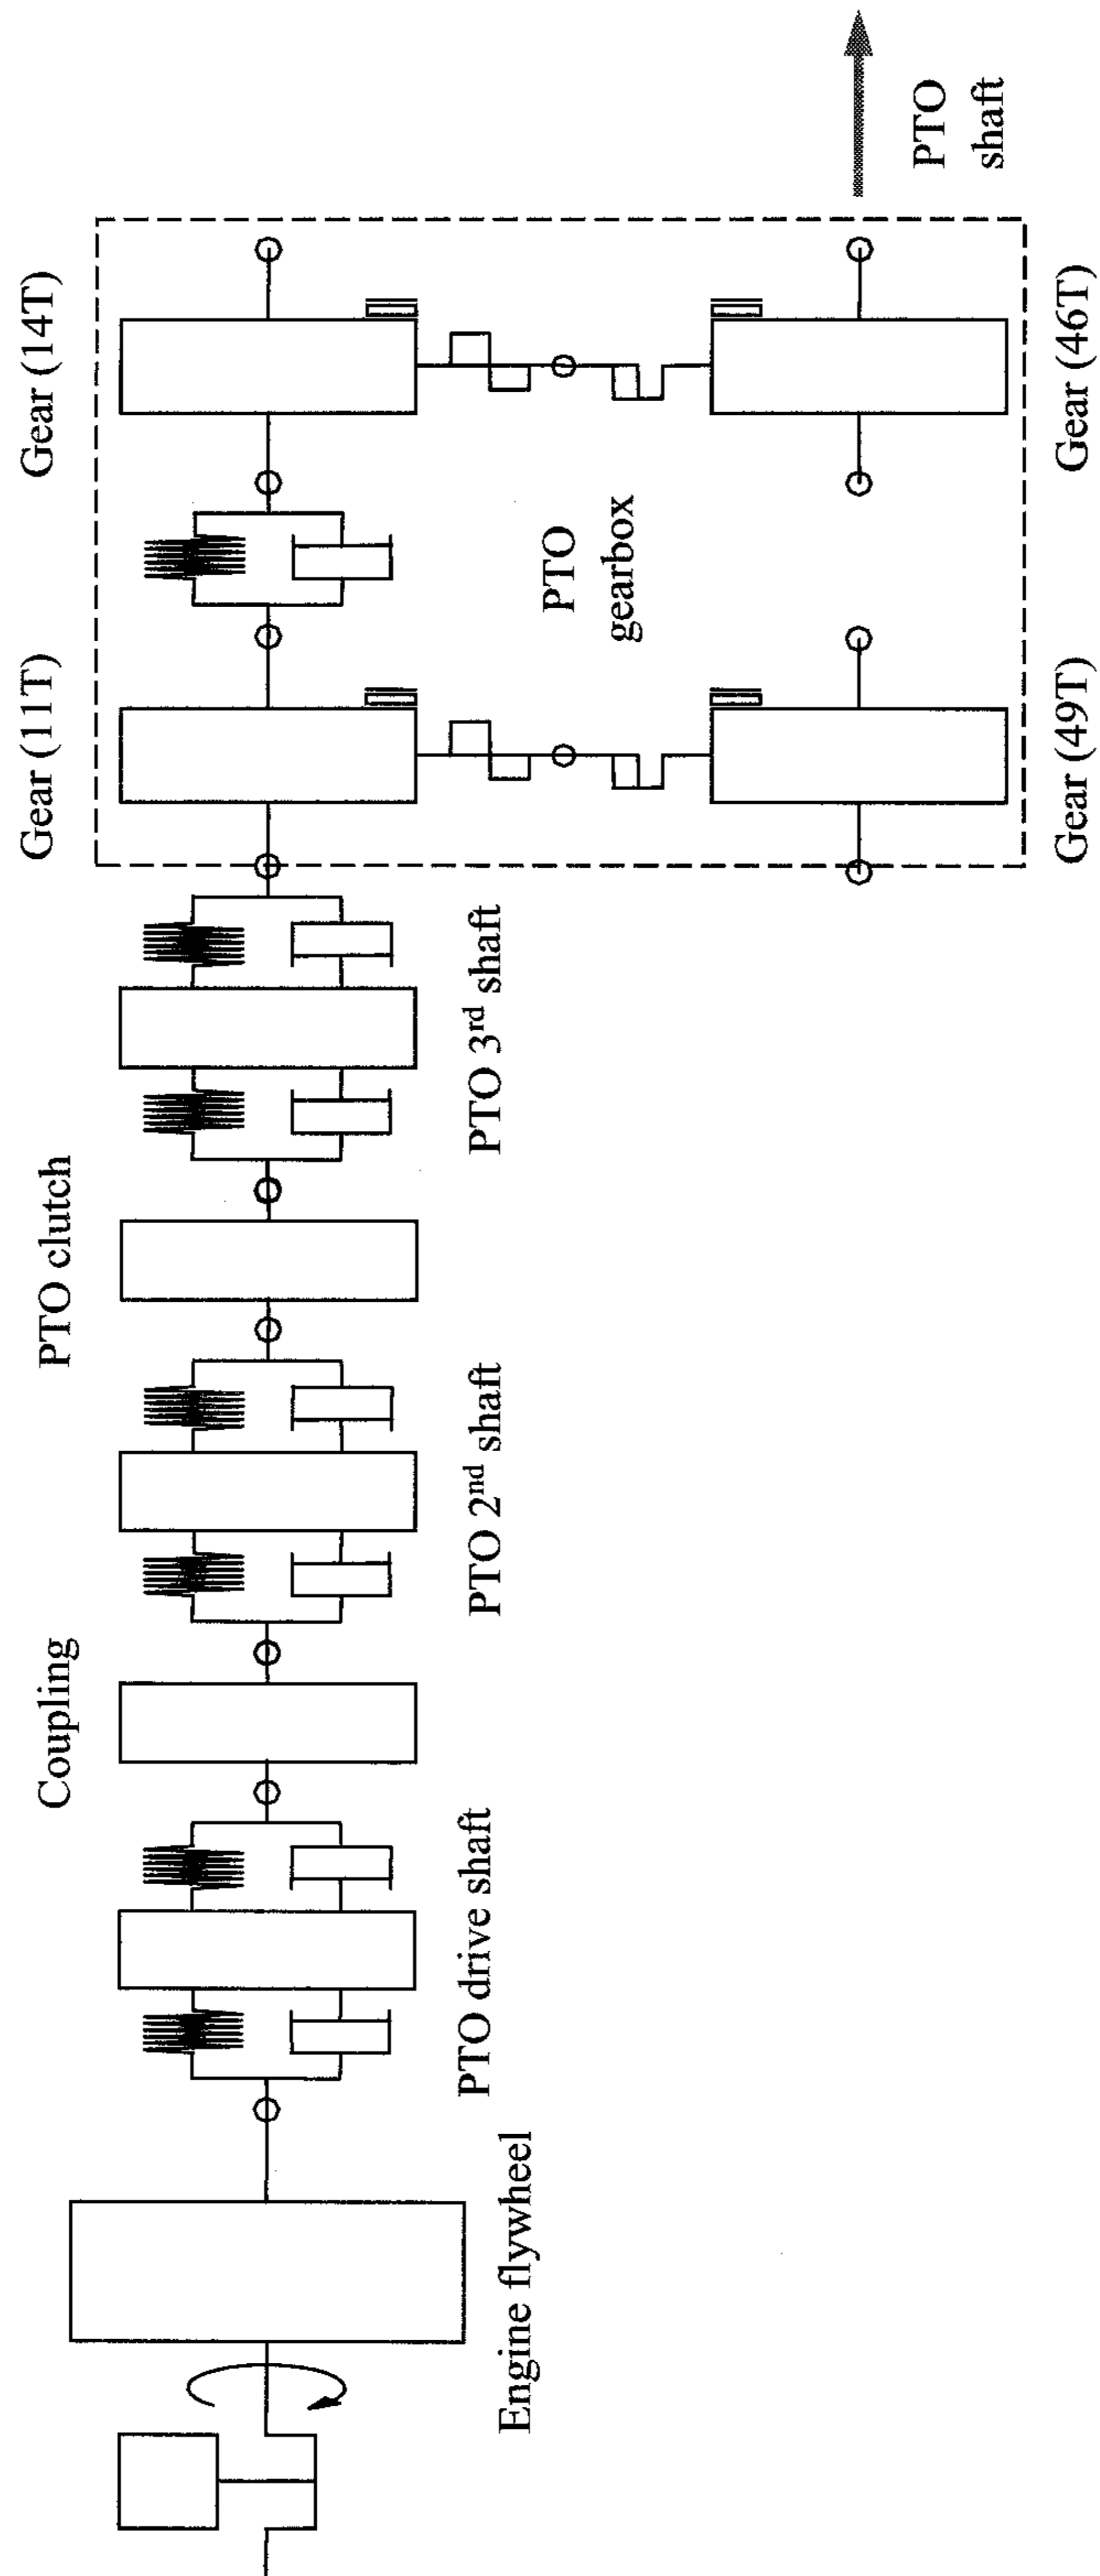 Gear (11T)
Gear (14T)
PTO clutch
Coupling
Engine flywheel
PTO drive shaft
PTO 2nd shaft
PTO 3rd shaft
PTO
gearbox
PTO
shaft
Gear (49T)
Gear (46T)